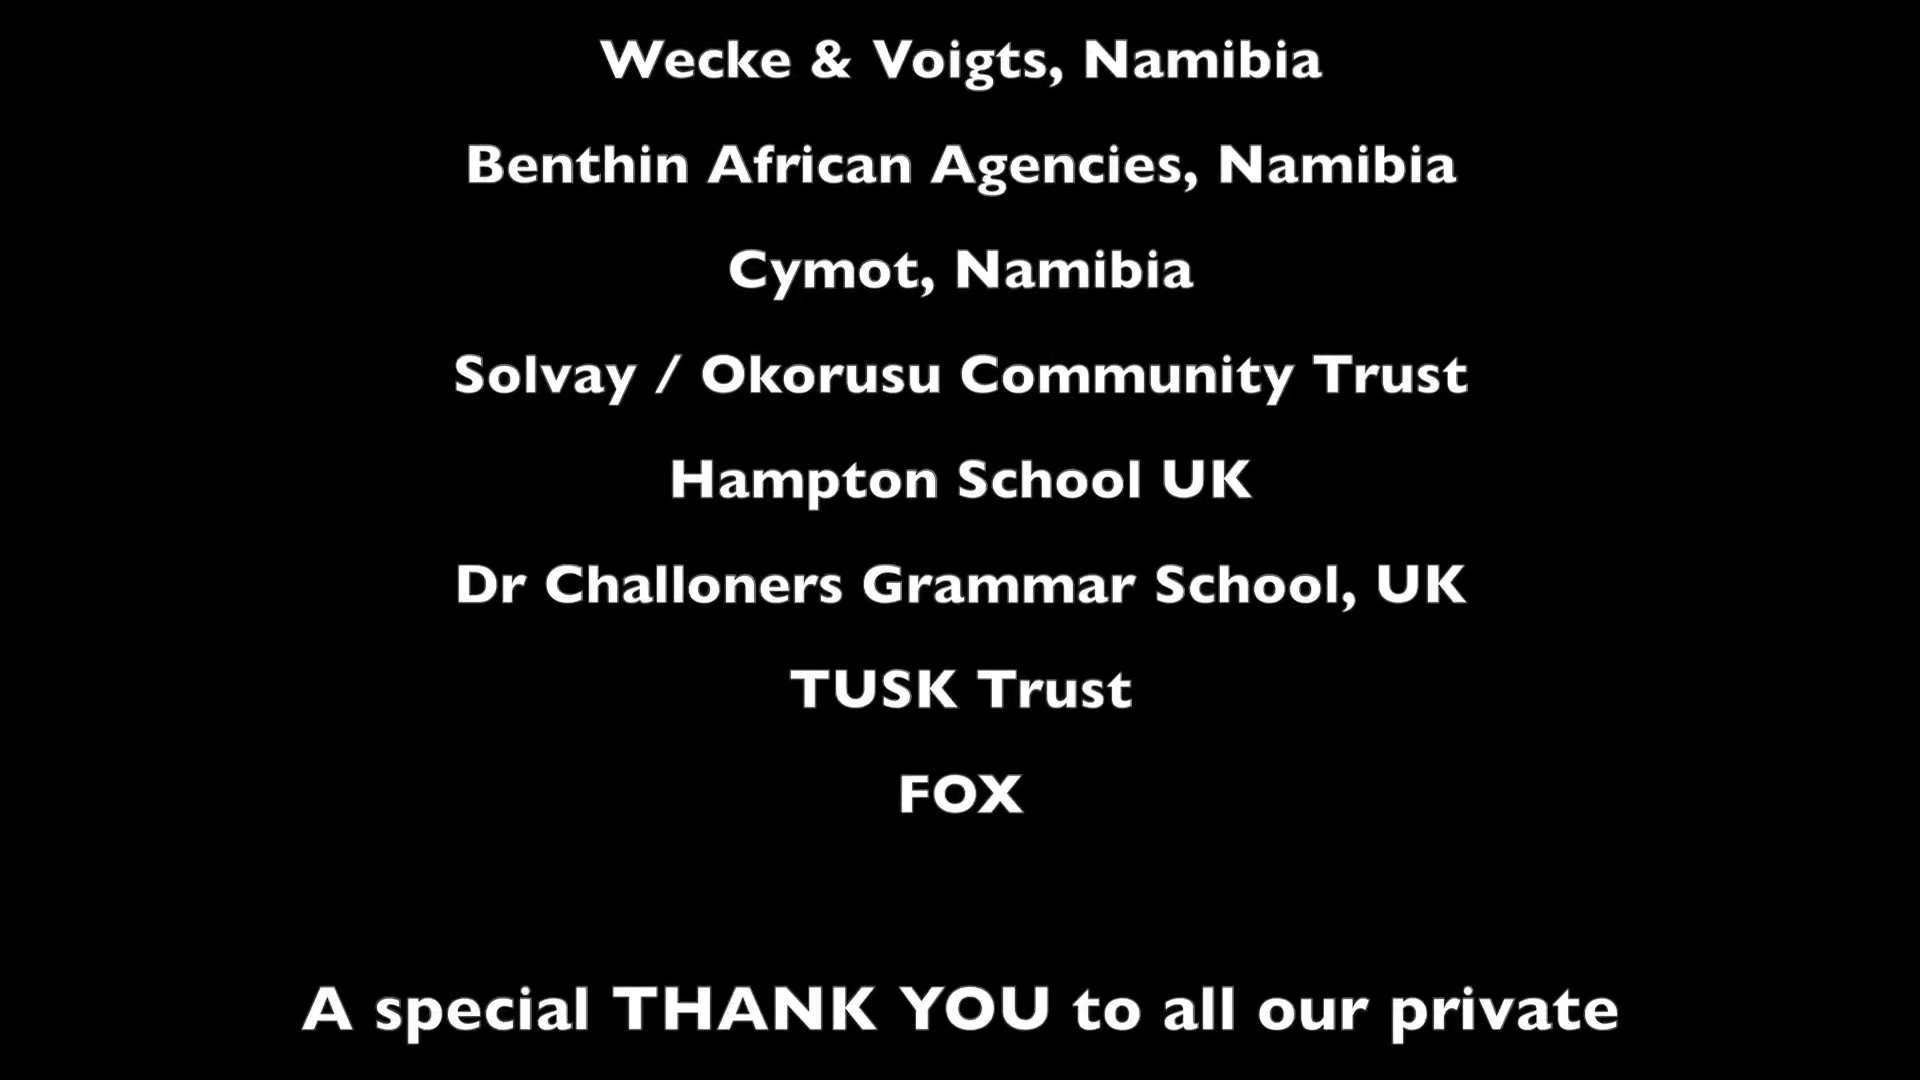 Wecke & Voigts, Namibia
Benthin African Agencies, Namibia
Cymot, Namibia
Solvay / Okorusu Community Trust
Hampton School UK
Dr Challoners Grammar School, UK
TUSK Trust
FOX
A special THANK YOU to all our private